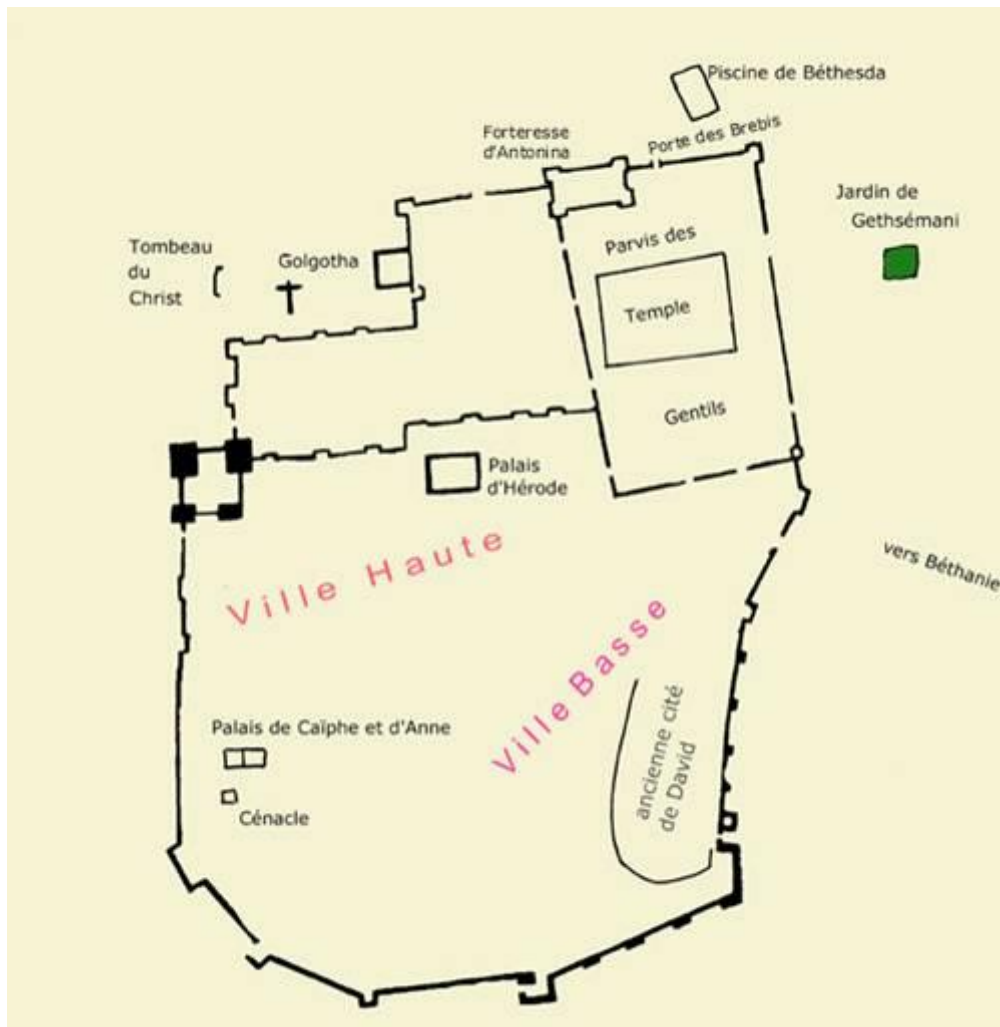 Piscine de Béthesda
Porte des Brebis
Forteresse
d'Antonina
Jardin de
Gethsémani
Parvis des
Tombeau
du
Christ
Golgotha
Temple
Gentils
Palais
d'Hérode
Ville Haute
vers Béthanie
Ville Basse
ancienne cité
de David
Palais de Caïphe et d'Anne
Cénacle